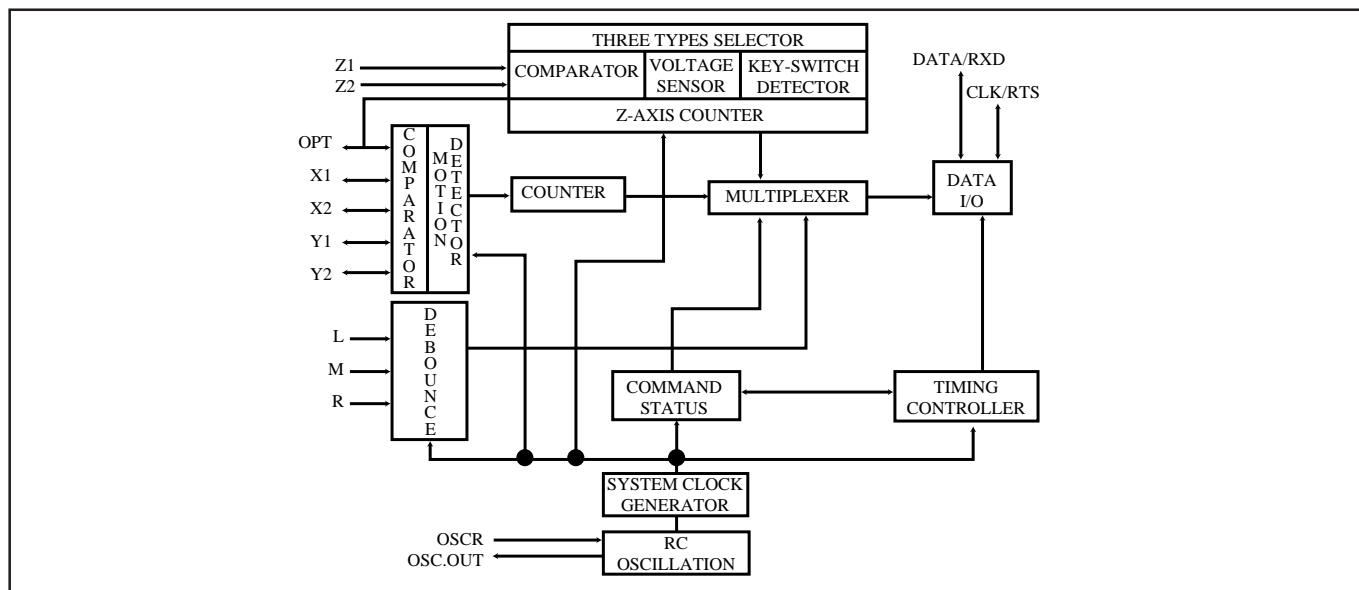 THREE TYPES SELECTOR
Z1
Z2
COMPARATOR
VOLTAGE
SENSOR
KEY-SWITCH
DETECTOR
Z-AXIS COUNTER
DATA/RXD
CLK/RTS
OPT
X1
X2
Y1
Y2
COMPARATOR
MOTION
DETECTOR
COUNTER
MULTIPLEXER
DATA
I/O
L
M
R
DEBOUNCE
COMMAND
STATUS
TIMING
CONTROLLER
SYSTEM CLOCK
GENERATOR
OSCR
OSC.OUT
RC
OSCILLATION